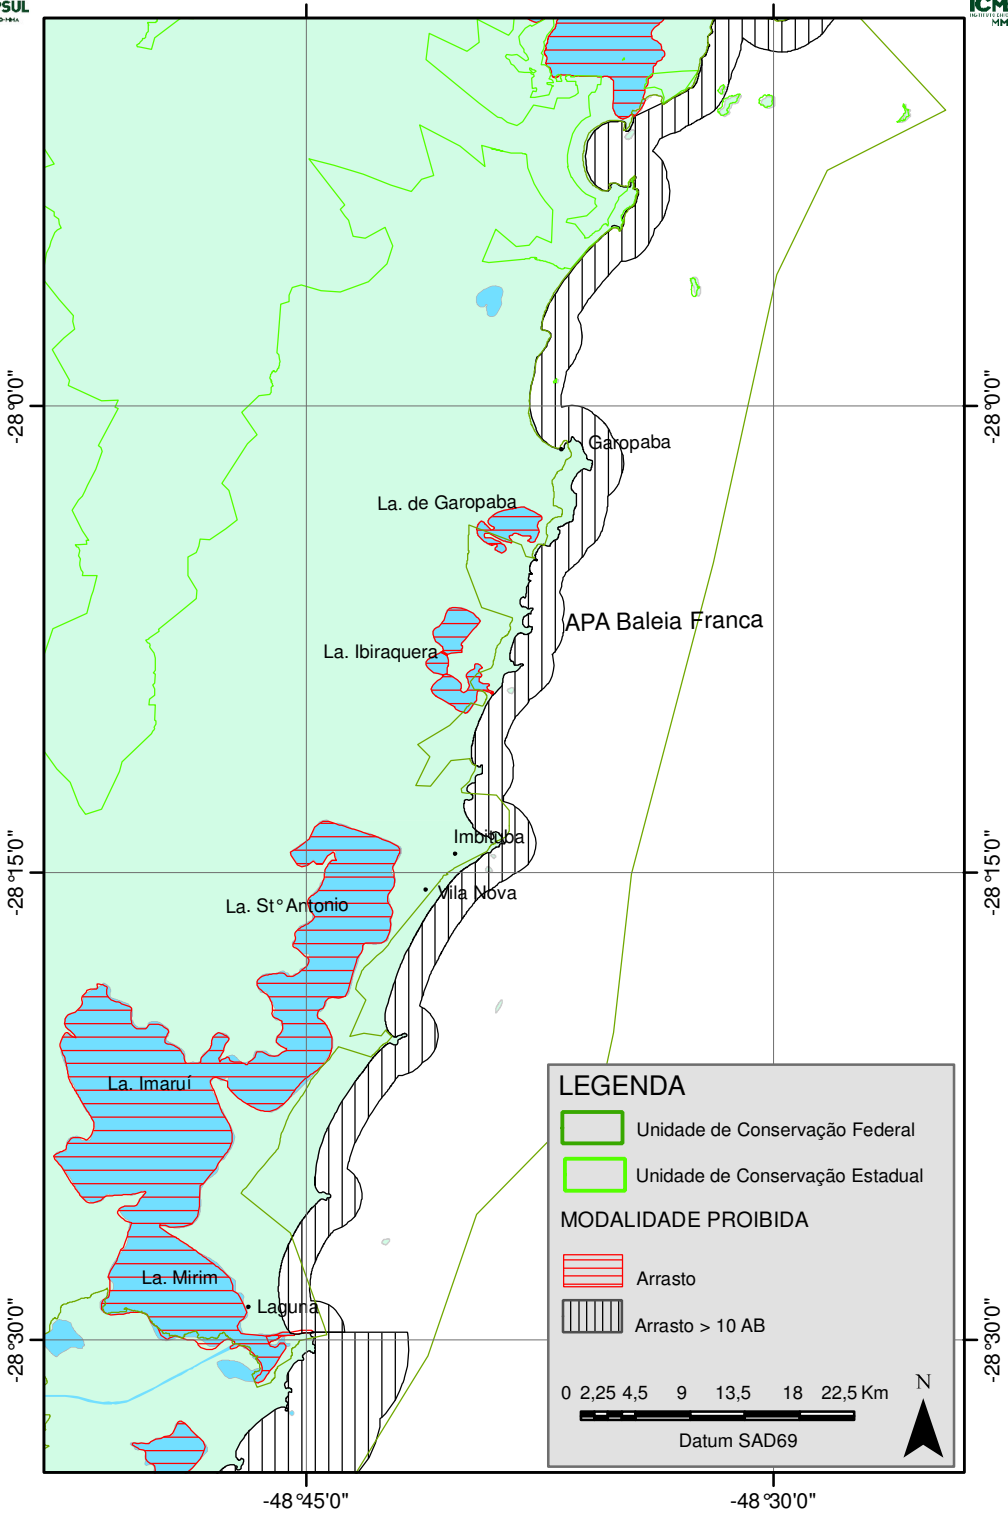 PSUL
ICM
MM
-28°0'0"
-28°0'0"
Garopaba
La. de Garopaba
APA Baleia Franca
La. Ibiraquera
Imbituba
-28°15'0"
-28°15'0"
Vila Nova
La. St° Antonio
La. Imaruí
La. Mirim
Laguna
-28°30'0"
-28°30'0"
LEGENDA
Unidade de Conservação Federal
Unidade de Conservação Estadual
MODALIDADE PROIBIDA
Arrasto
Arrasto > 10 AB
0 2,25 4,5 9 13,5 18 22,5 Km
N
Datum SAD69
-48°45'0"
-48°30'0"